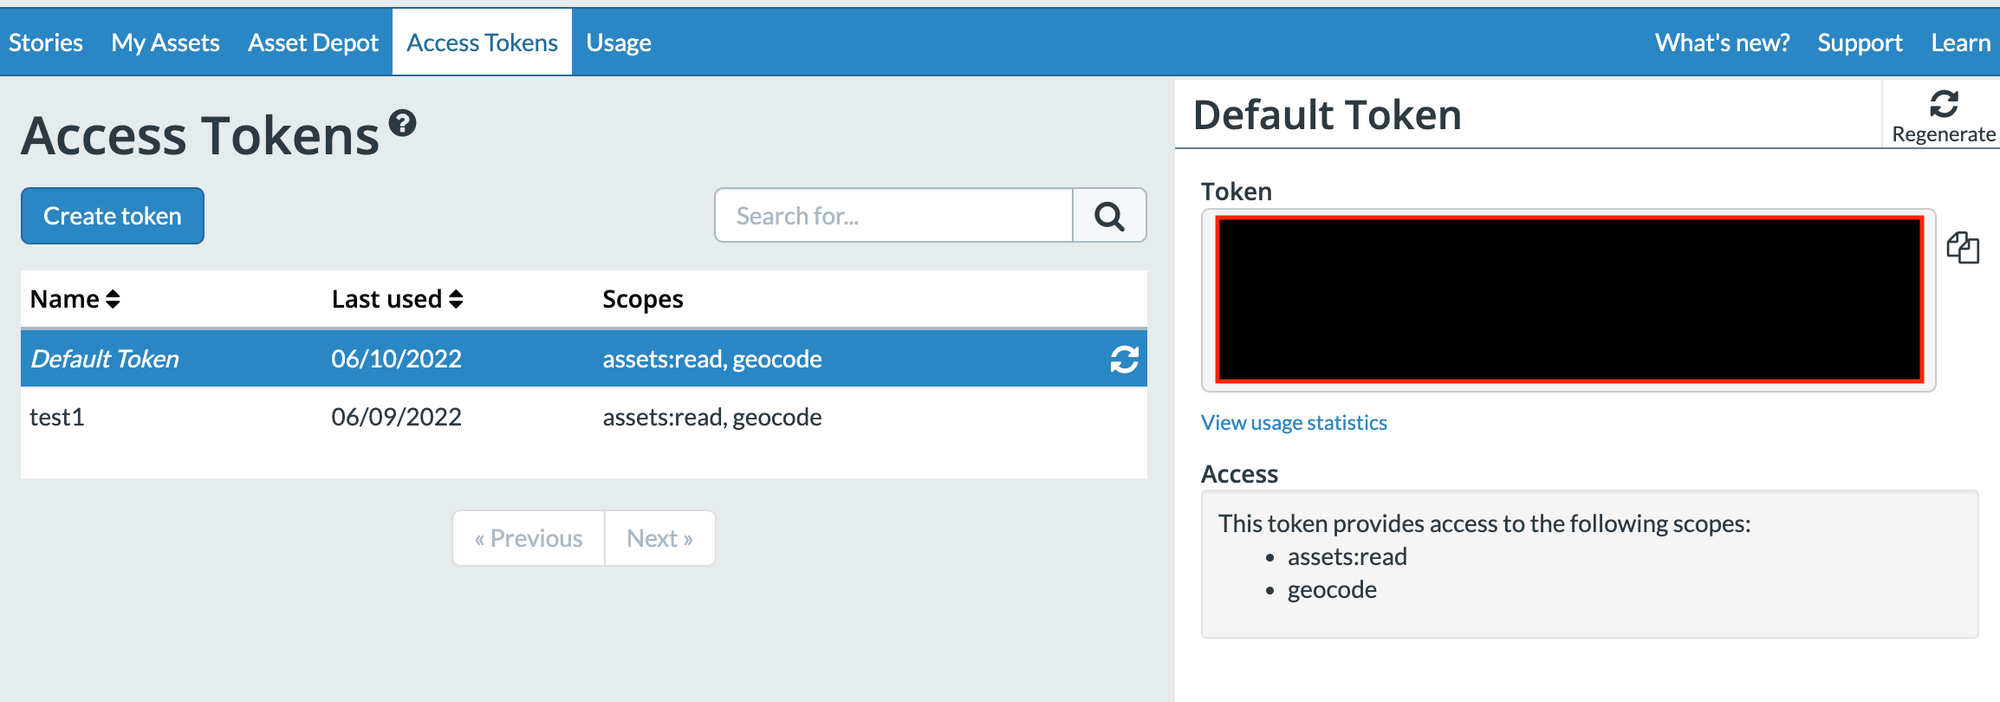 Stories My Assets Asset Depot Access Tokens Usage What's new? Support Learn
Access Tokens
Create token
Search for...
Name Last used Scopes
Default Token 06/10/2022 assets:read, geocode
test1 06/09/2022 assets:read, geocode
« Previous Next »
Default Token
Regenerate
Token
View usage statistics
Access
This token provides access to the following scopes:
• assets:read
• geocode